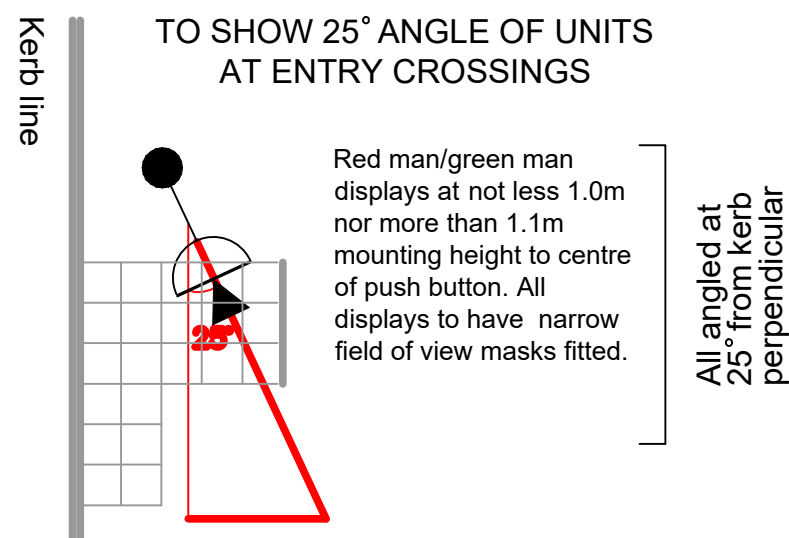 TO SHOW 25° ANGLE OF UNITS
AT ENTRY CROSSINGS
Kerb line
Red man/green man
displays at not less 1.0m
nor more than 1.1m
mounting height to centre
of push button. All
displays to have narrow
field of view masks fitted.
25°
All angled at
25° from kerb
perpendicular